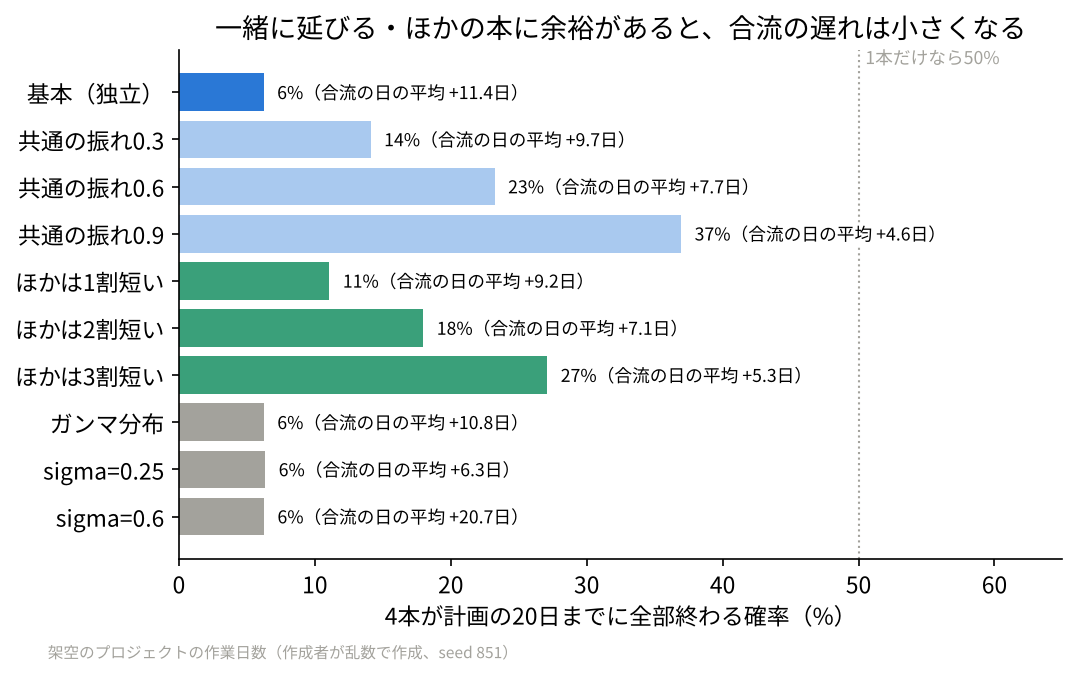 一緒に延びる・ほかの本に余裕があると、合流の遅れは小さくなる
1本だけなら50%
基本（独立） 6%（合流の日の平均 +11.4日）
共通の振れ0.3 14%（合流の日の平均 +9.7日）
共通の振れ0.6 23%（合流の日の平均 +7.7日）
共通の振れ0.9 37%（合流の日の平均 +4.6日）
ほかは1割短い 11%（合流の日の平均 +9.2日）
ほかは2割短い 18%（合流の日の平均 +7.1日）
ほかは3割短い 27%（合流の日の平均 +5.3日）
ガンマ分布 6%（合流の日の平均 +10.8日）
sigma=0.25 6%（合流の日の平均 +6.3日）
sigma=0.6 6%（合流の日の平均 +20.7日）
0 10 20 30 40 50 60
4本が計画の20日までに全部終わる確率（%）
架空のプロジェクトの作業日数（作成者が乱数で作成、seed 851）